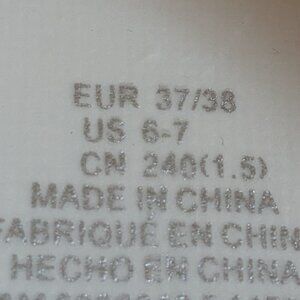 EUR 37/38
US 6-7
CN 240(1.5)
MADE IN CHINA
FABRIQUE EN CHIN
HECHO EN CHINA